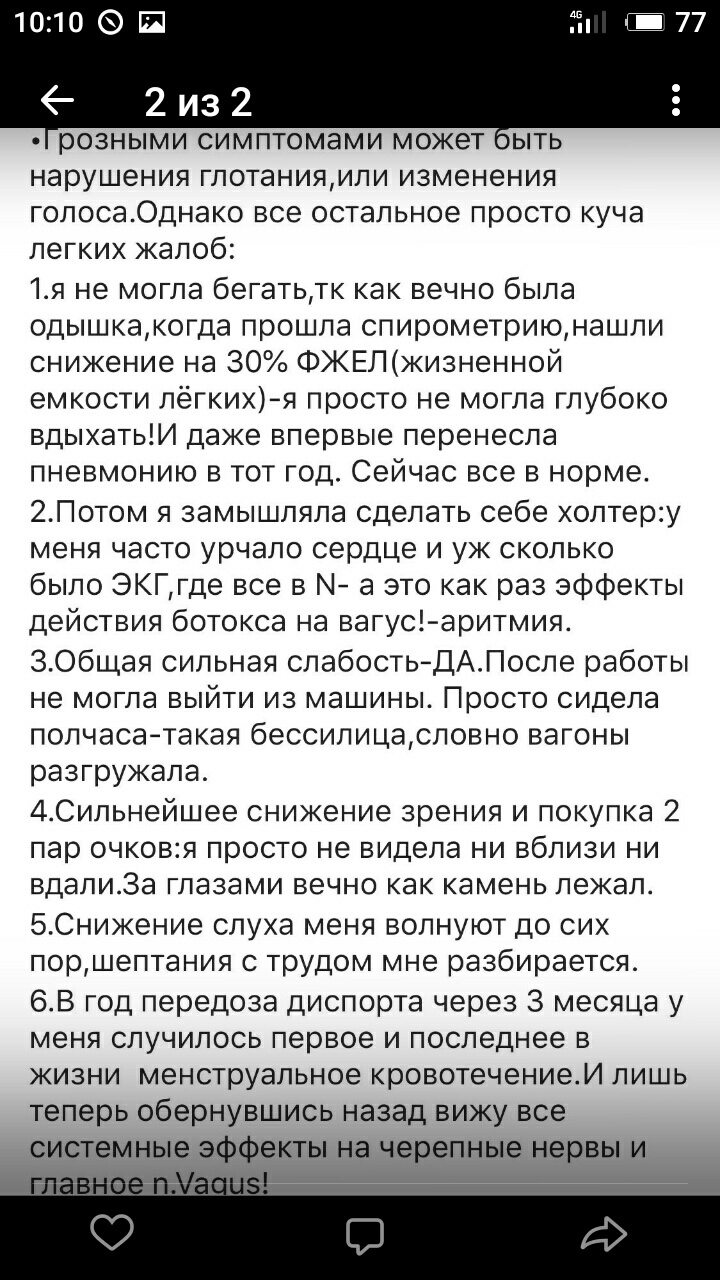 10:10 4G 77
2 из 2
•Грозными симптомами может быть
нарушения глотания,или изменения
голоса.Однако все остальное просто куча
легких жалоб:
1.я не могла бегать,тк как вечно была
одышка,когда прошла спирометрию,нашли
снижение на 30% ФЖЕЛ(жизненной
емкости лёгких)-я просто не могла глубоко
вдыхать!И даже впервые перенесла
пневмонию в тот год. Сейчас все в норме.
2.Потом я замышляла сделать себе холтер:у
меня часто урчало сердце и уж сколько
было ЭКГ,где все в N- а это как раз эффекты
действия ботокса на вагус!-аритмия.
3.Общая сильная слабость-ДА.После работы
не могла выйти из машины. Просто сидела
полчаса-такая бессилица,словно вагоны
разгружала.
4.Сильнейшее снижение зрения и покупка 2
пар очков:я просто не видела ни вблизи ни
вдали.За глазами вечно как камень лежал.
5.Снижение слуха меня волнуют до сих
пор,шептания с трудом мне разбирается.
6.В год передоза диспорта через 3 месяца у
меня случилось первое и последнее в
жизни менструальное кровотечение.И лишь
теперь обернувшись назад вижу все
системные эффекты на черепные нервы и
главное n.Vagus!